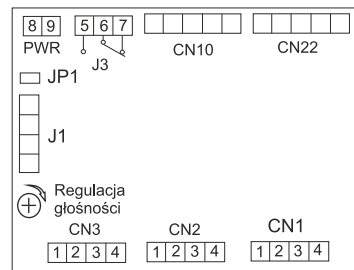 8 9 5 6 7
PWR J3 CN10 CN22
JP1
J1
Regulacja
głośności
CN3 CN2 CN1
1 2 3 4 1 2 3 4 1 2 3 4